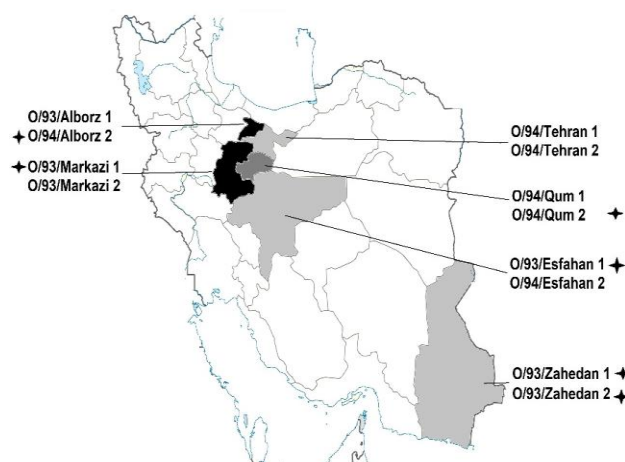 O/93/Alborz 1
O/94/Alborz 2
O/93/Markazi 1
O/93/Markazi 2
O/94/Tehran 1
O/94/Tehran 2
O/94/Qum 1
O/94/Qum 2
O/93/Esfahan 1
O/94/Esfahan 2
O/93/Zahedan 1
O/93/Zahedan 2